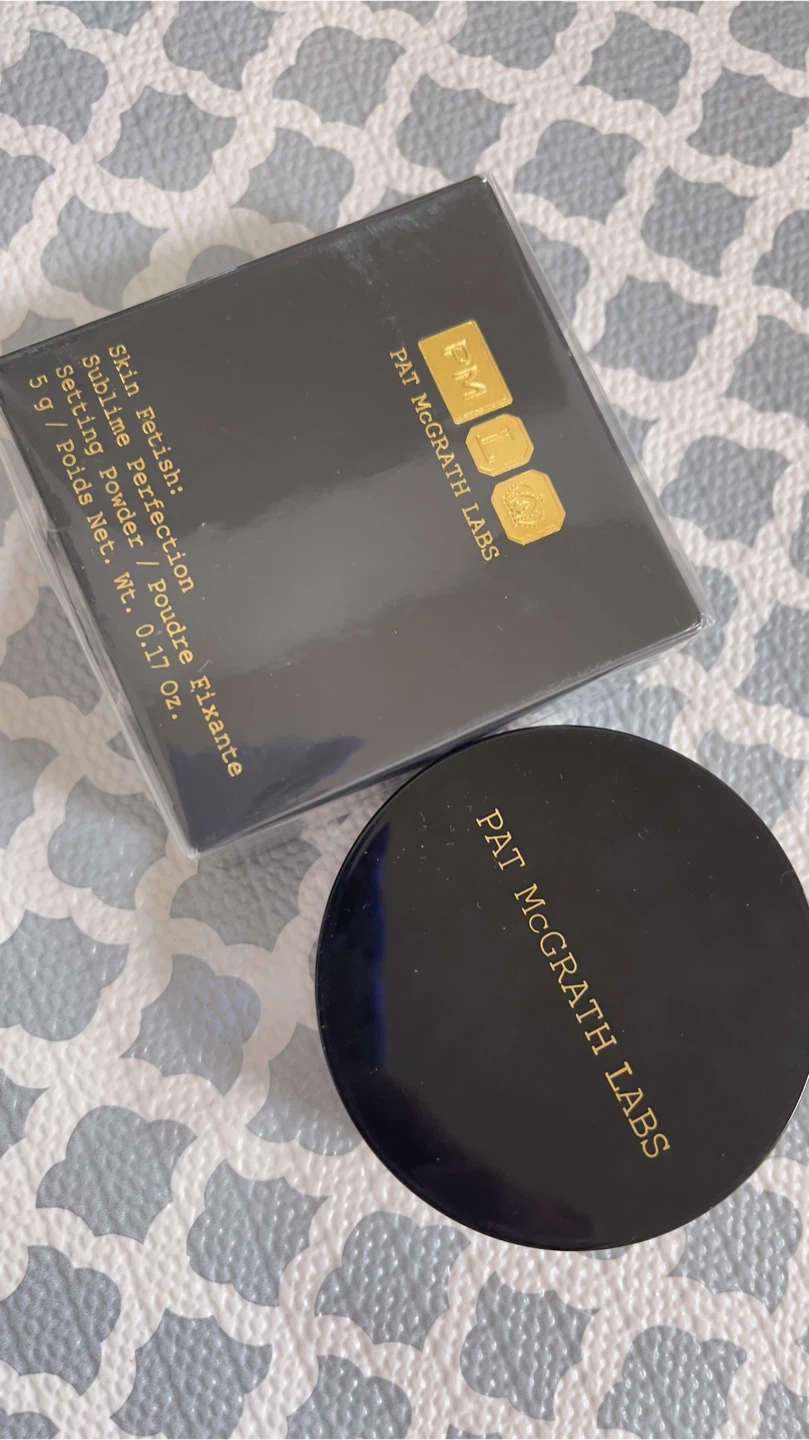 PM
L
PAT McGRATH LABS
Skin Fetish:
Sublime Perfection
Setting Powder / Poudre Fixante
5 g / Poids Net. Wt. 0.17 Oz.
PAT McGRATH LABS